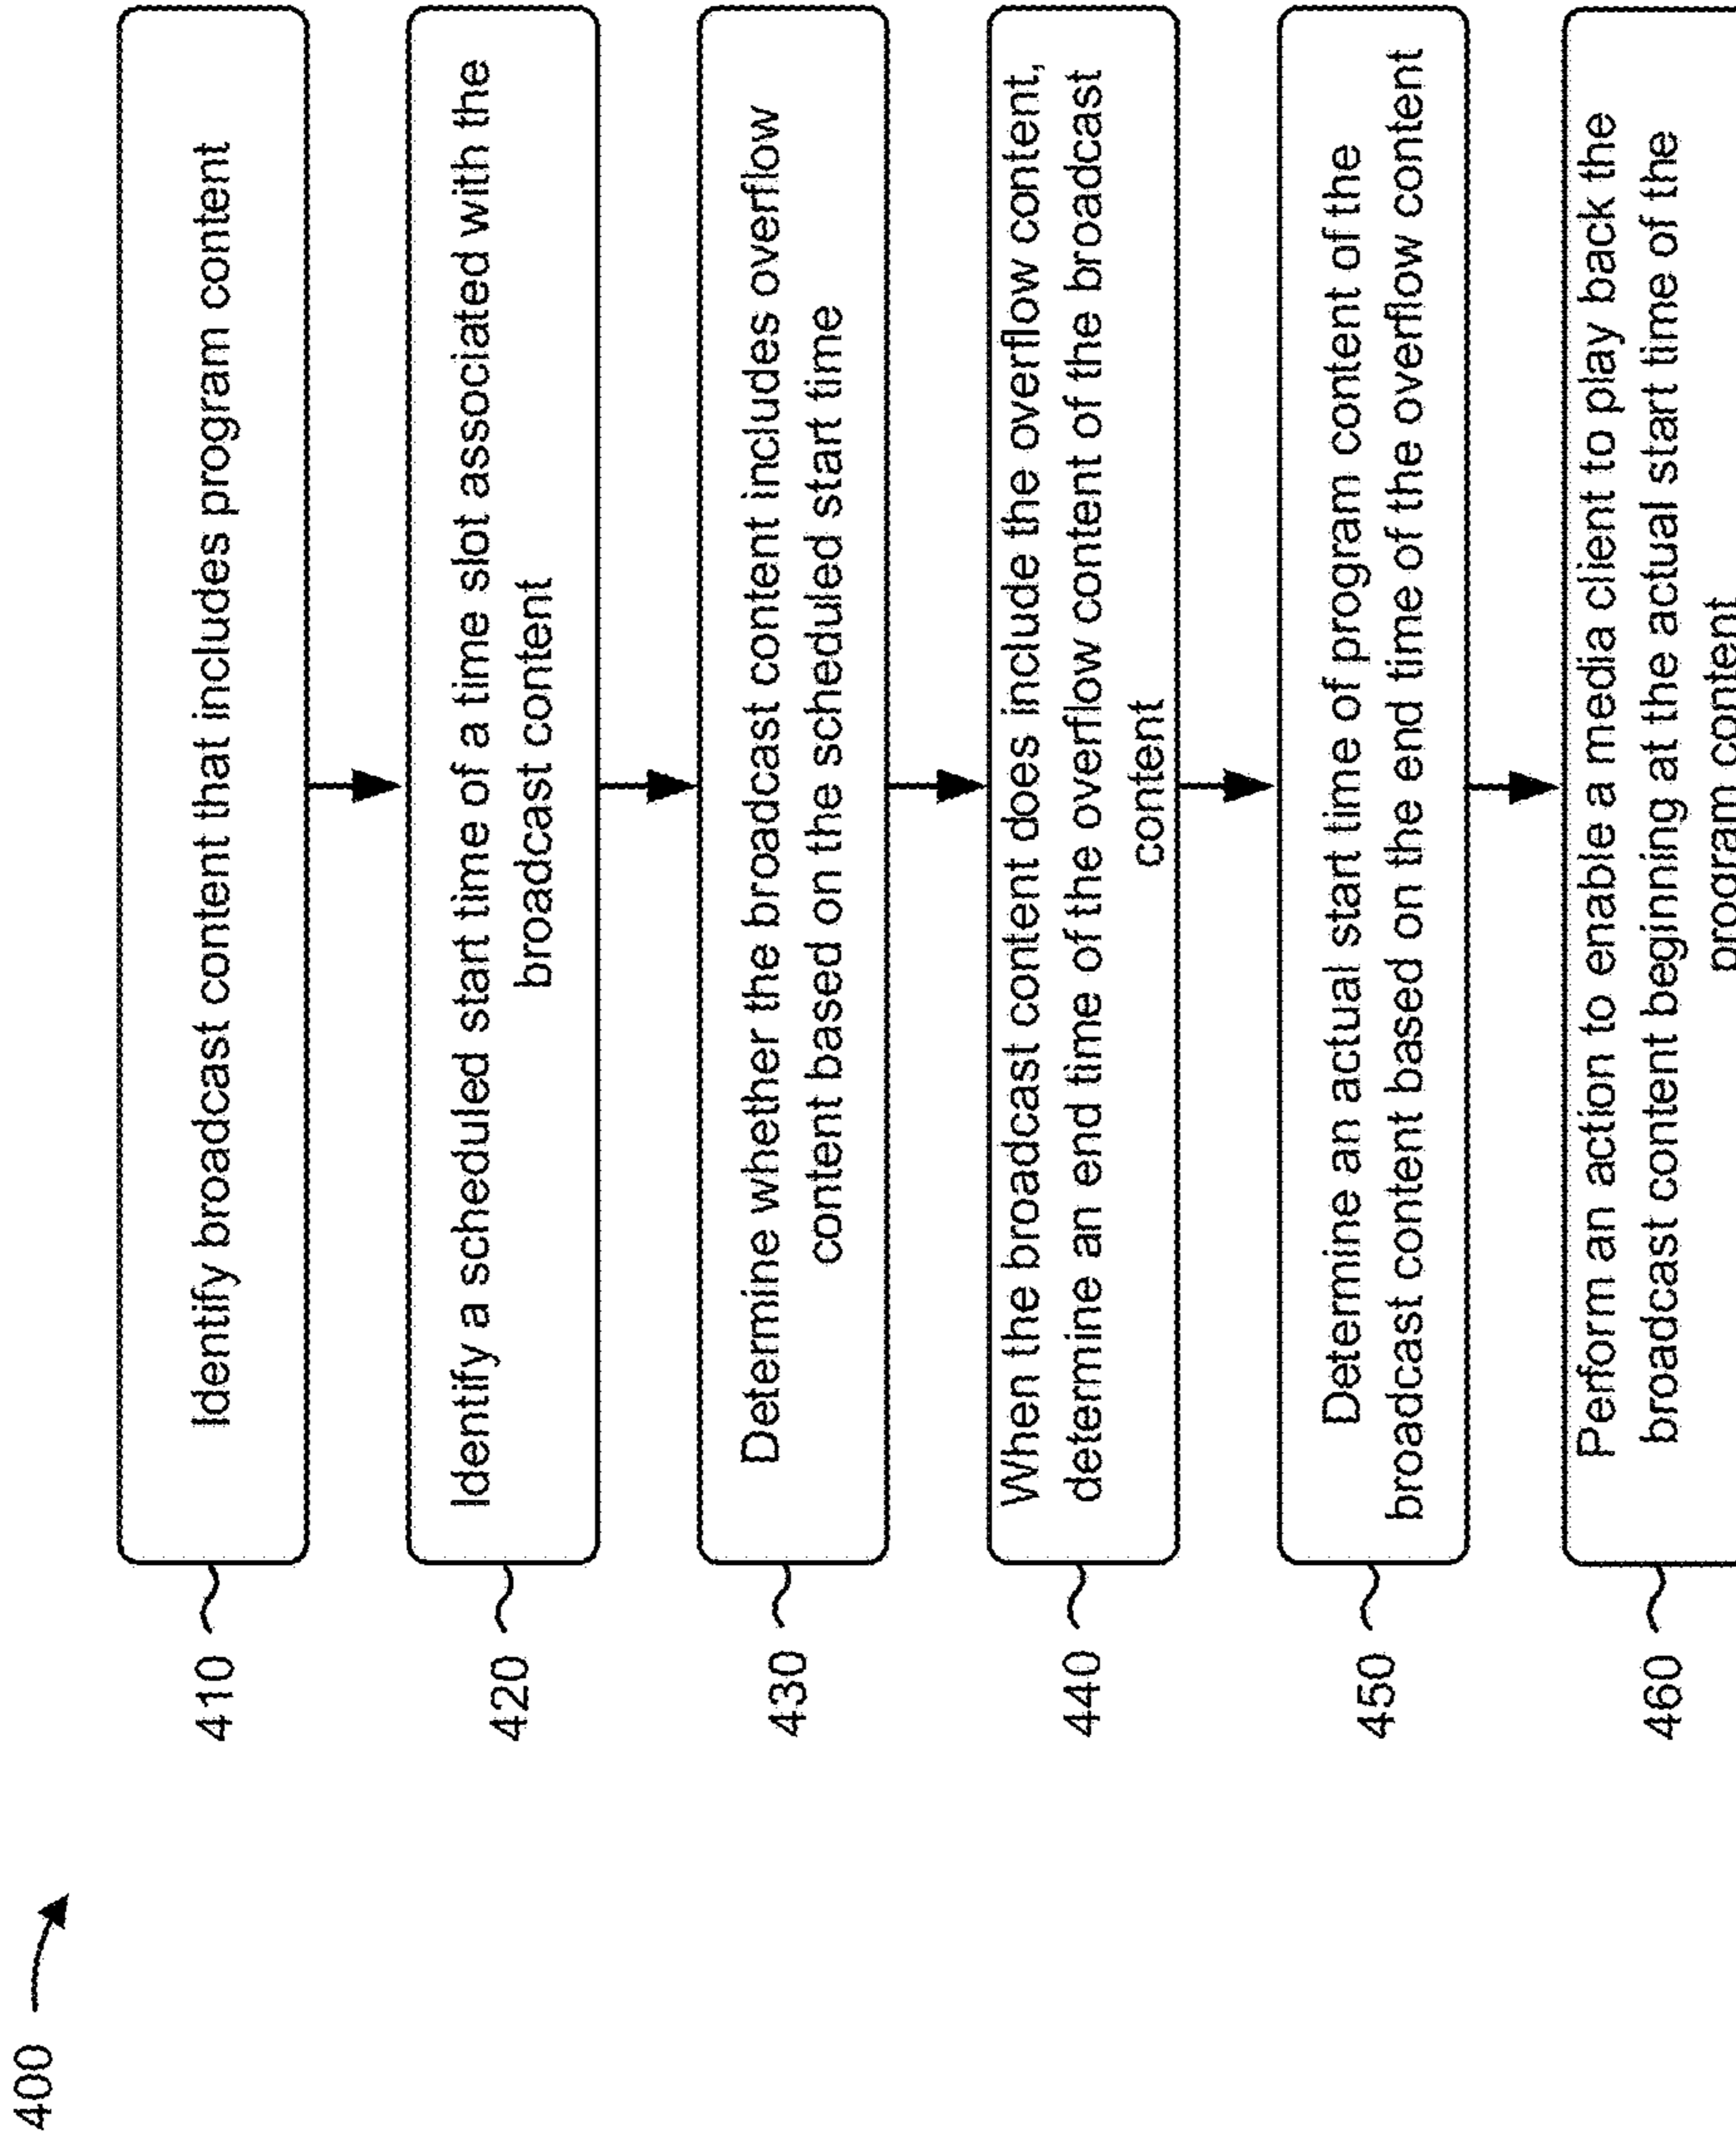 400
410
Identify broadcast content that includes program content
420
Identify a scheduled start time of a time slot associated with the
broadcast content
430
Determine whether the broadcast content includes overflow
content based on the scheduled start time
440
When the broadcast content does include the overflow content,
determine an end time of the overflow content of the broadcast
content
450
Determine an actual start time of program content of the
broadcast content based on the end time of the overflow content
460
Perform an action to enable a media client to play back the
broadcast content beginning at the actual start time of the
program content